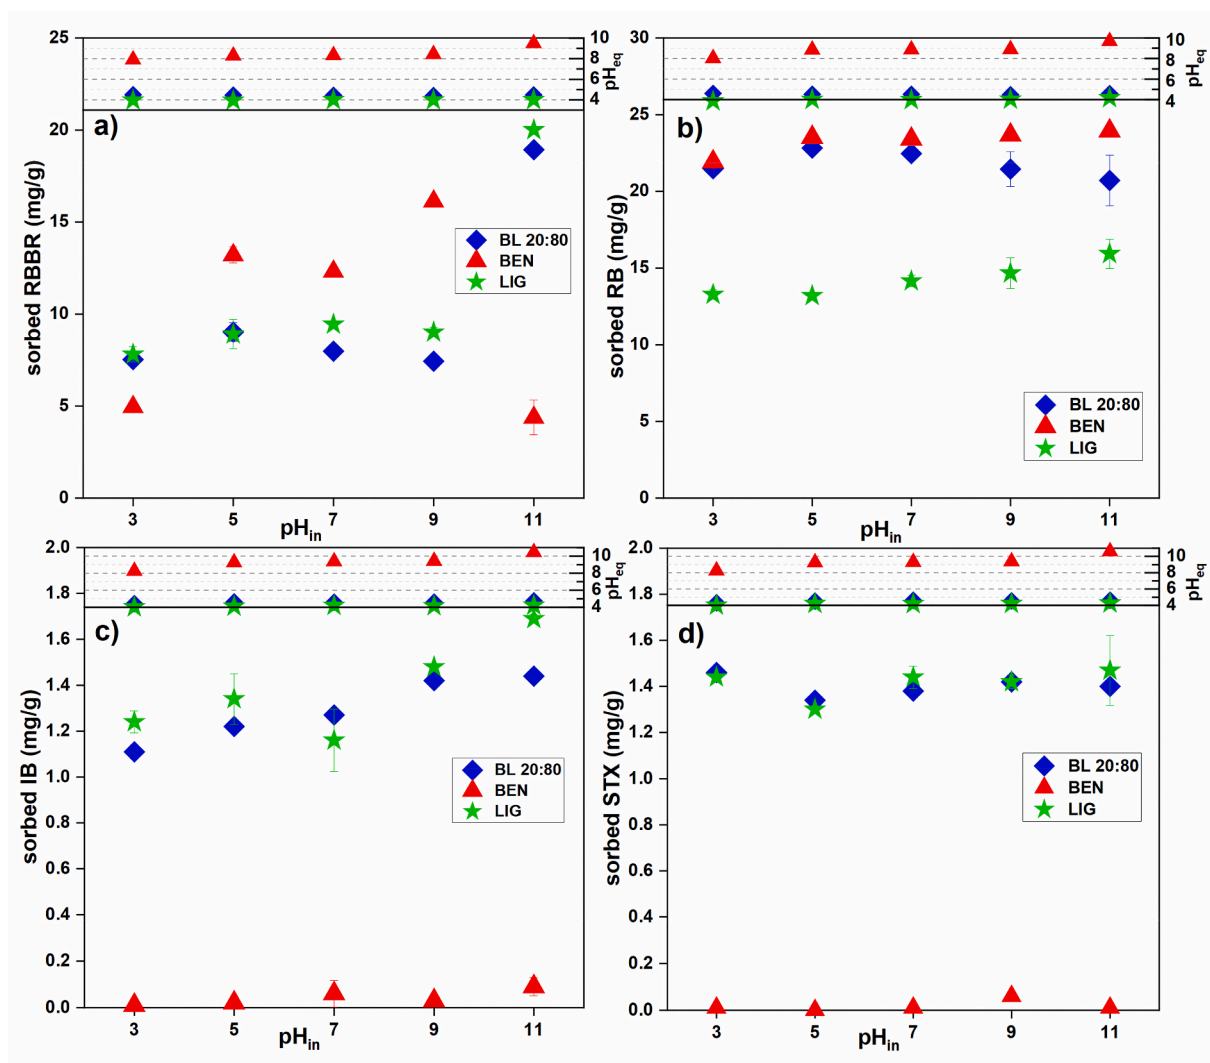 25
20
15
10
5
0
sorbed RBBR (mg/g)
a)
10
8
6
4
pHeq
BL 20:80
BEN
LIG
3 5 7 9 11
pHin
30
25
20
15
10
5
0
sorbed RB (mg/g)
b)
10
8
6
4
pHeq
BL 20:80
BEN
LIG
3 5 7 9 11
pHin
2.0
1.8
1.6
1.4
1.2
1.0
0.8
0.6
0.4
0.2
0.0
sorbed IB (mg/g)
c)
10
8
6
4
pHeq
BL 20:80
BEN
LIG
3 5 7 9 11
pHin
2.0
1.8
1.6
1.4
1.2
1.0
0.8
0.6
0.4
0.2
0.0
sorbed STX (mg/g)
d)
10
8
6
4
pHeq
BL 20:80
BEN
LIG
3 5 7 9 11
pHin